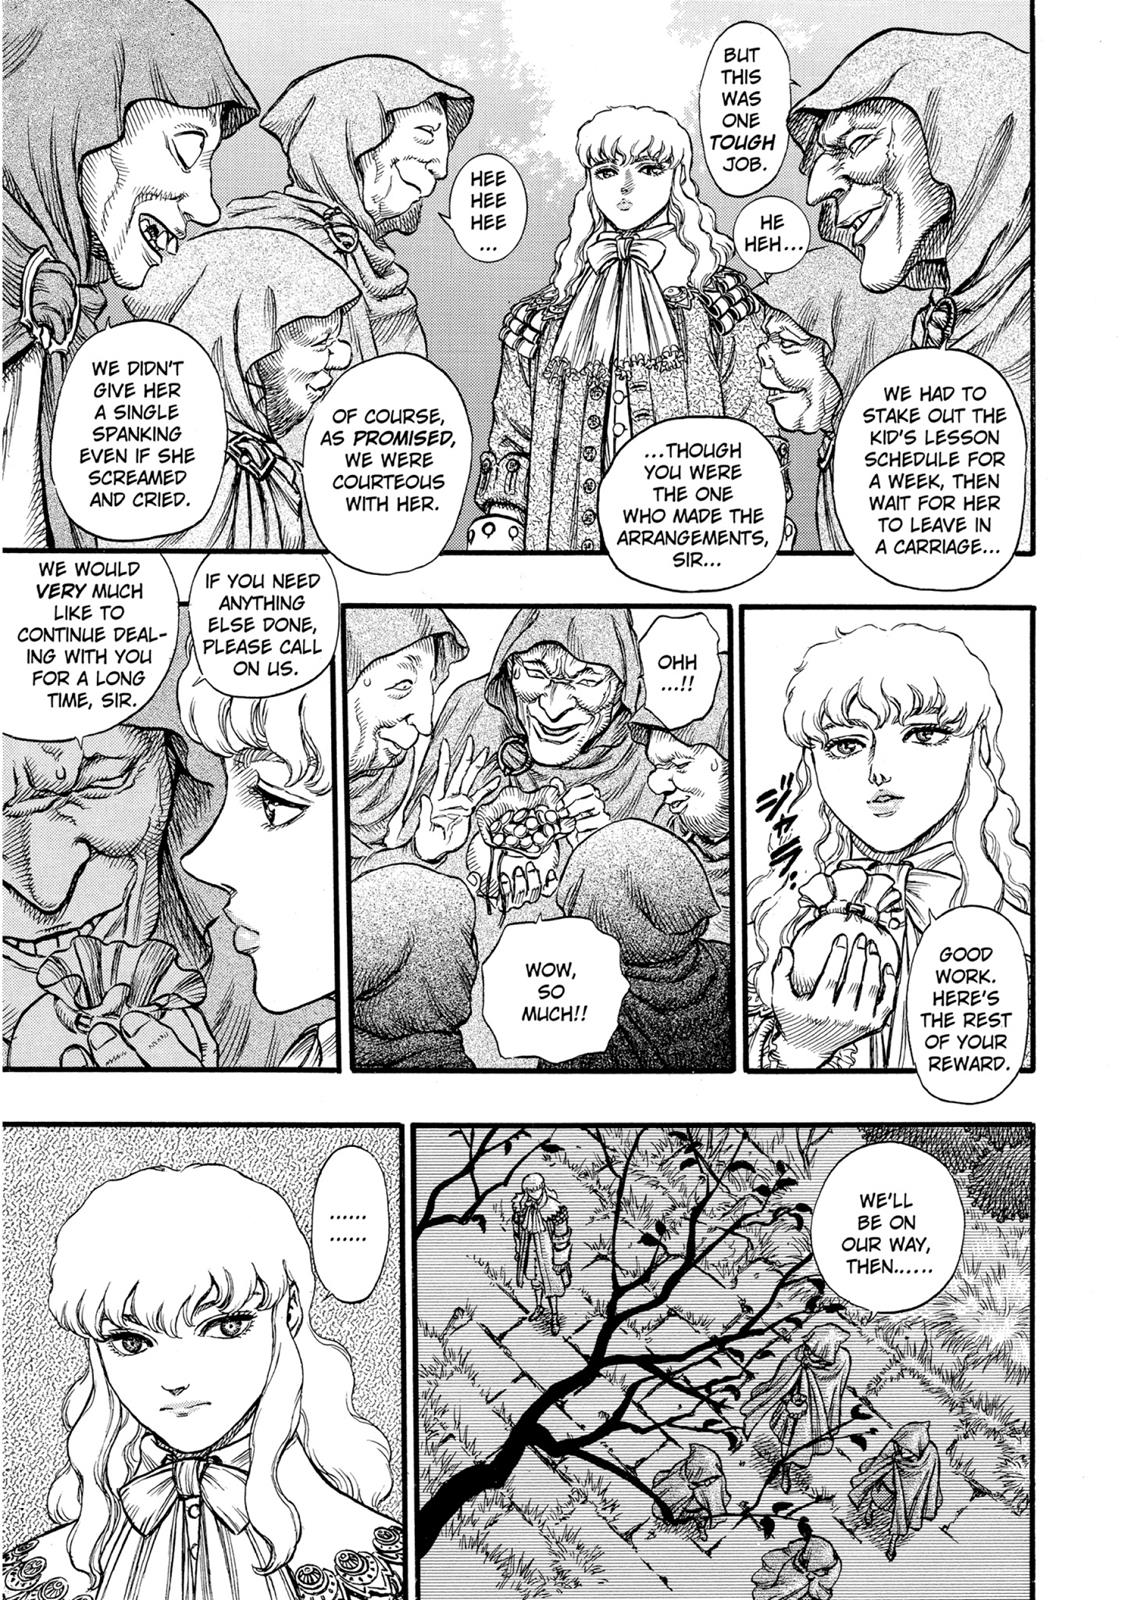 BUT
THIS
WAS
ONE
TOUGH
JOB.
HE
HEH...
WE HAD TO
STAKE OUT THE
KID'S LESSON
SCHEDULE FOR
A WEEK, THEN
WAIT FOR HER
TO LEAVE IN
A CARRIAGE...
...THOUGH
YOU WERE
THE ONE
WHO MADE THE
ARRANGEMENTS,
SIR...
HEE
HEE
HEE
...
OF COURSE,
AS PROMISED,
WE WERE
COURTEOUS
WITH HER.
WE DIDN'T
GIVE HER
A SINGLE
SPANKING
EVEN IF SHE
SCREAMED
AND CRIED.
ジャラ
GOOD
WORK.
HERE'S
THE REST
OF YOUR
REWARD.
OHH
...!!
WOW,
SO
MUCH!!
IF YOU NEED
ANYTHING
ELSE DONE,
PLEASE CALL
ON US.
WE WOULD
VERY MUCH
LIKE TO
CONTINUE DEAL-
ING WITH YOU
FOR A LONG
TIME, SIR.
WE'LL
BE ON
OUR WAY,
THEN......
......
......